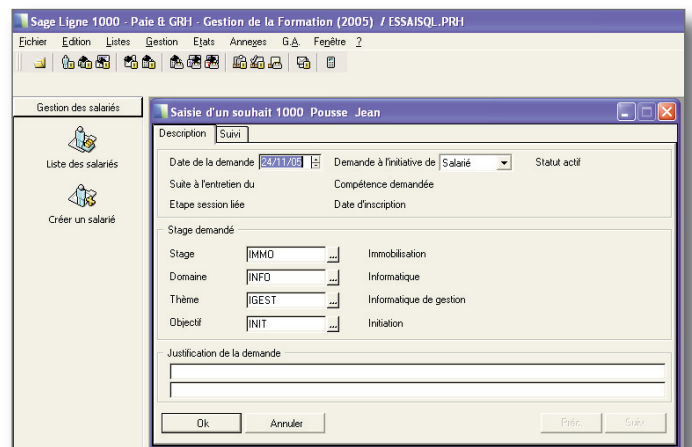 Sage Ligne 1000 - Paie & GRH - Gestion de la Formation (2005) / ESSAISQL.PRH
Fichier Edition Listes Gestion Etats Annexes G.A. Fenêtre ?
Gestion des salariés
Liste des salariés
Créer un salarié
Saisie d'un souhait 1000 Pousse Jean
Description Suivi
Date de la demande 24/11/05 Demande à l'initiative de Salarié Statut actif
Suite à l'entretien du Compétence demandée
Etape session liée Date d'inscription
Stage demandé
Stage IMMO ... Immobilisation
Domaine INFO ... Informatique
Thème IGEST ... Informatique de gestion
Objectif INIT ... Initiation
Justification de la demande
Ok Annuler Préc. Suiv.